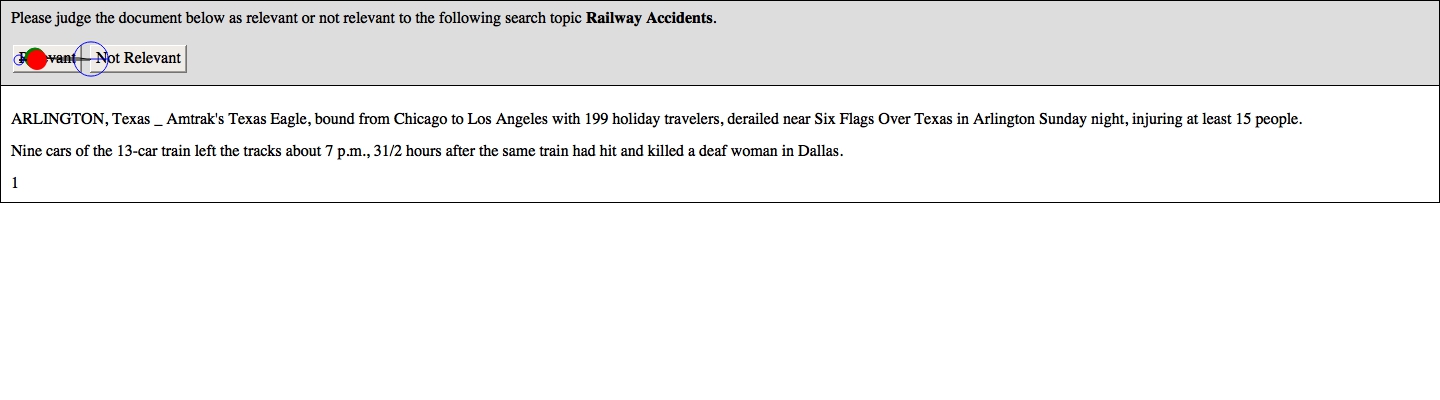 Please judge the document below as relevant or not relevant to the following search topic Railway Accidents.
Not Relevant
ARLINGTON, Texas _ Amtrak's Texas Eagle, bound from Chicago to Los Angeles with 199 holiday travelers, derailed near Six Flags Over Texas in Arlington Sunday night, injuring at least 15 people.
Nine cars of the 13-car train left the tracks about 7 p.m., 31/2 hours after the same train had hit and killed a deaf woman in Dallas.
1